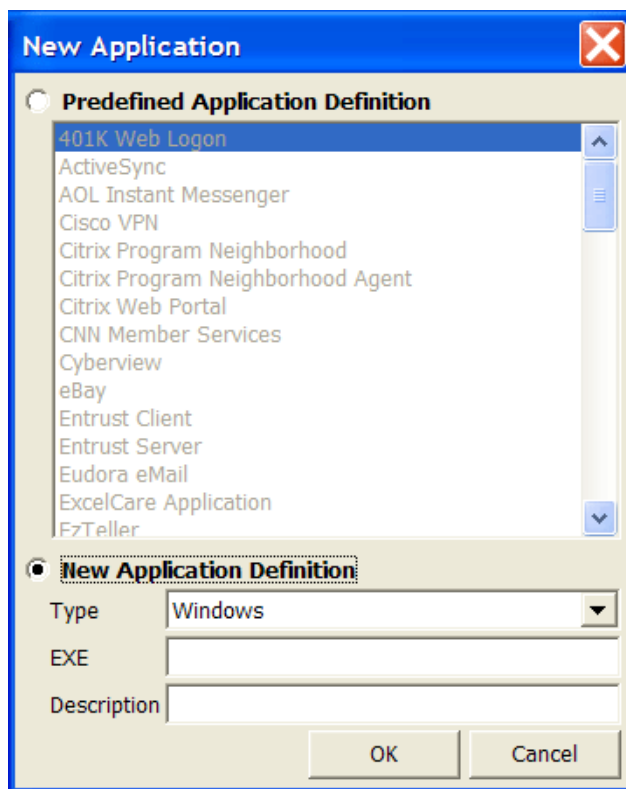 New Application
Predefined Application Definition
401K Web Logon
ActiveSync
AOL Instant Messenger
Cisco VPN
Citrix Program Neighborhood
Citrix Program Neighborhood Agent
Citrix Web Portal
CNN Member Services
Cyberview
eBay
Entrust Client
Entrust Server
Eudora eMail
ExcelCare Application
EzTeller
New Application Definition
Type Windows
EXE
Description
OK Cancel